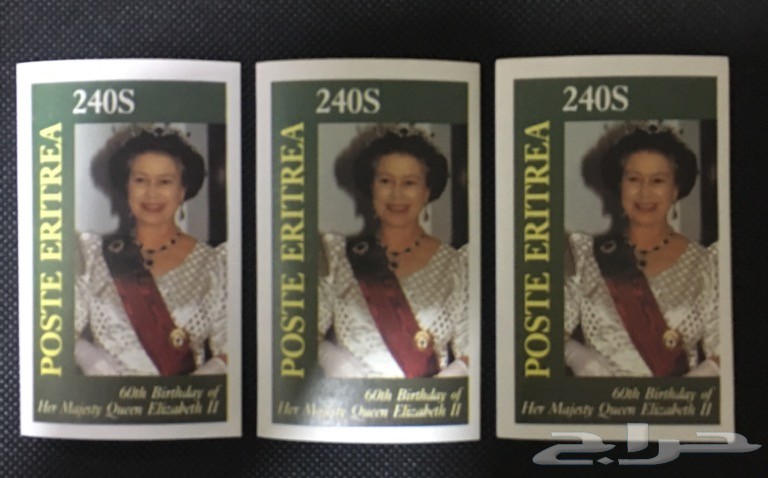 240S
POSTE ERITREA
60th Birthday of
Her Majesty Queen Elizabeth II
240S
POSTE ERITREA
60th Birthday of
Her Majesty Queen Elizabeth II
240S
POSTE ERITREA
60th Birthday of
Her Majesty Queen Elizabeth II
حراج